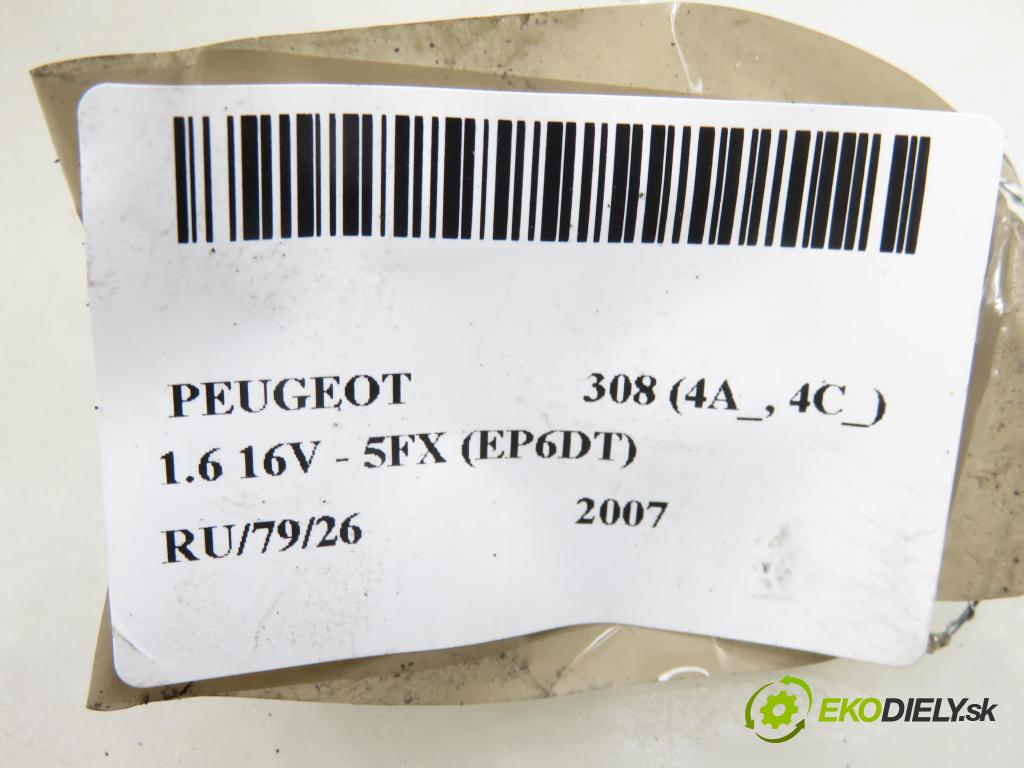 PEUGEOT 308 (4A_, 4C_)
1.6 16V - 5FX (EP6DT)
RU/79/26 2007
EKODIELY.sk